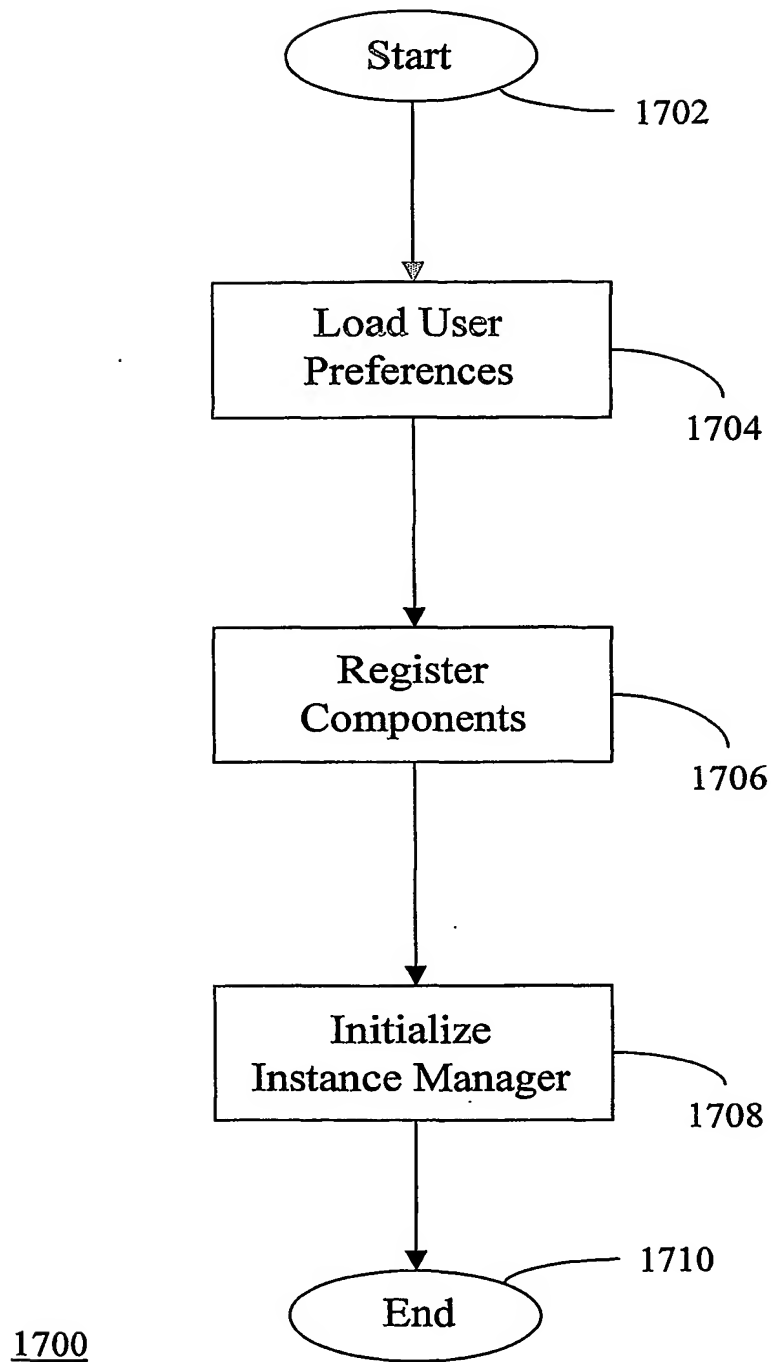 Start
1702
Load User
Preferences
1704
Register
Components
1706
Initialize
Instance Manager
1708
1710
End
1700